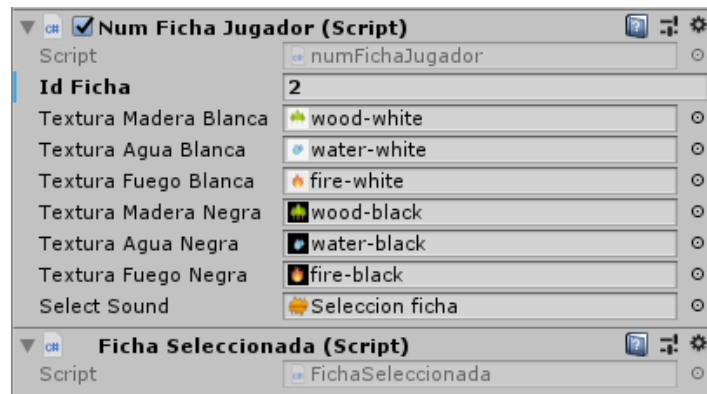 c# Num Ficha Jugador (Script)
Script numFichaJugador
Id Ficha 2
Textura Madera Blanca wood-white
Textura Agua Blanca water-white
Textura Fuego Blanca fire-white
Textura Madera Negra wood-black
Textura Agua Negra water-black
Textura Fuego Negra fire-black
Select Sound Seleccion ficha
c# Ficha Seleccionada (Script)
Script FichaSeleccionada